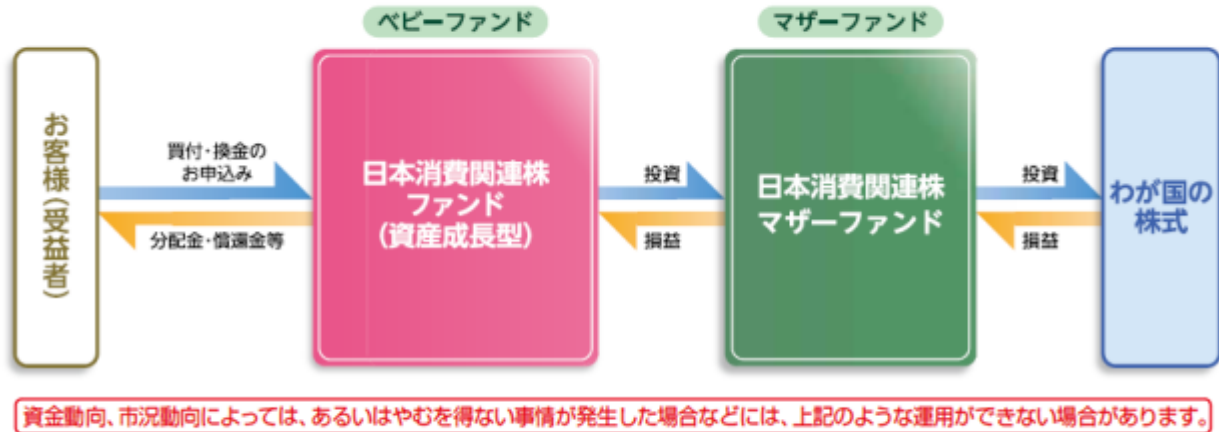 ベビーファンド
マザーファンド
お客様(受益者)
買付・換金の
お申込み
分配金・償還金等
日本消費関連株
ファンド
(資産成長型)
投資
損益
日本消費関連株
マザーファンド
投資
損益
わが国の
株式
資金動向、市況動向によっては、あるいはやむを得ない事情が発生した場合などには、上記のような運用ができない場合があります。